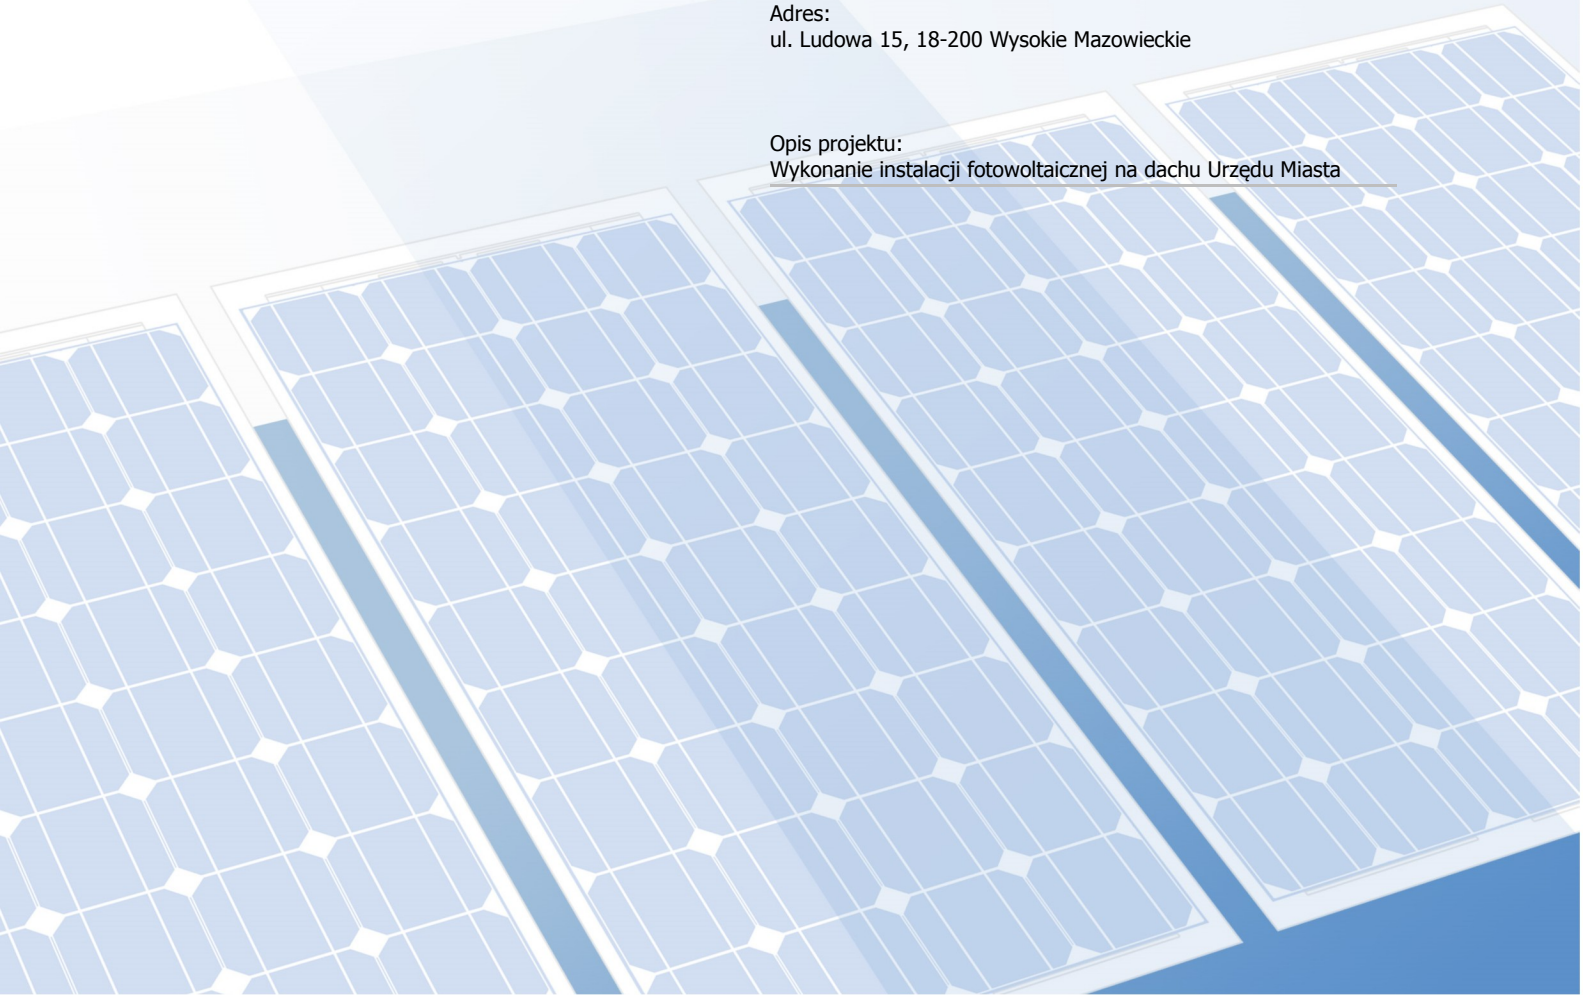 Adres:
ul. Ludowa 15, 18-200 Wysokie Mazowieckie
Opis projektu:
Wykonanie instalacji fotowoltaicznej na dachu Urzędu Miasta